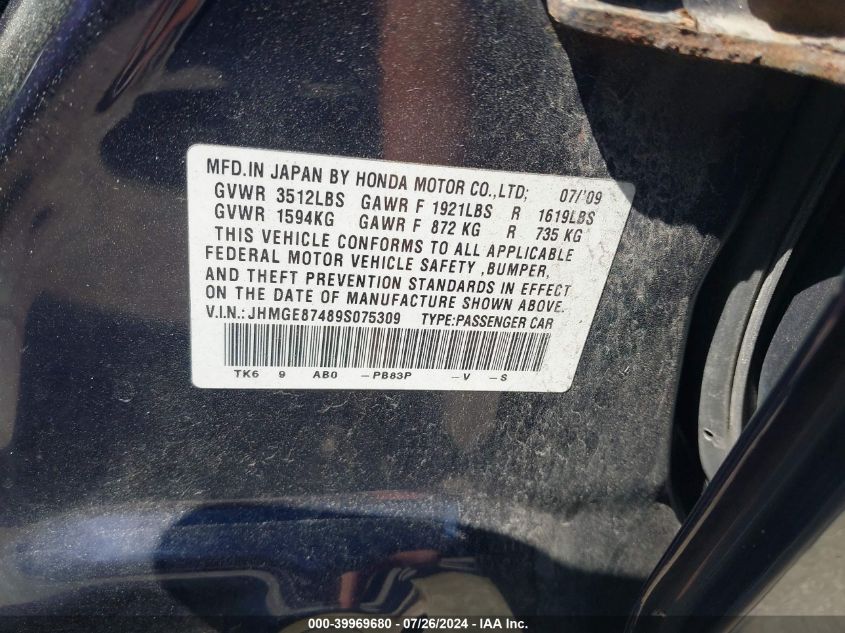 MFD.IN JAPAN BY HONDA MOTOR CO.,LTD; 07/'09
GVWR 3512LBS GAWR F 1921LBS R 1619LBS
GVWR 1594KG GAWR F 872 KG R 735 KG
THIS VEHICLE CONFORMS TO ALL APPLICABLE
FEDERAL MOTOR VEHICLE SAFETY ,BUMPER,
AND THEFT PREVENTION STANDARDS IN EFFECT
ON THE DATE OF MANUFACTURE SHOWN ABOVE.
V.I.N.: JHMGE87489S075309 TYPE:PASSENGER CAR
TK6 9 AB0 -PB83P -V -S
000-39969680 - 07/26/2024 - IAA Inc.